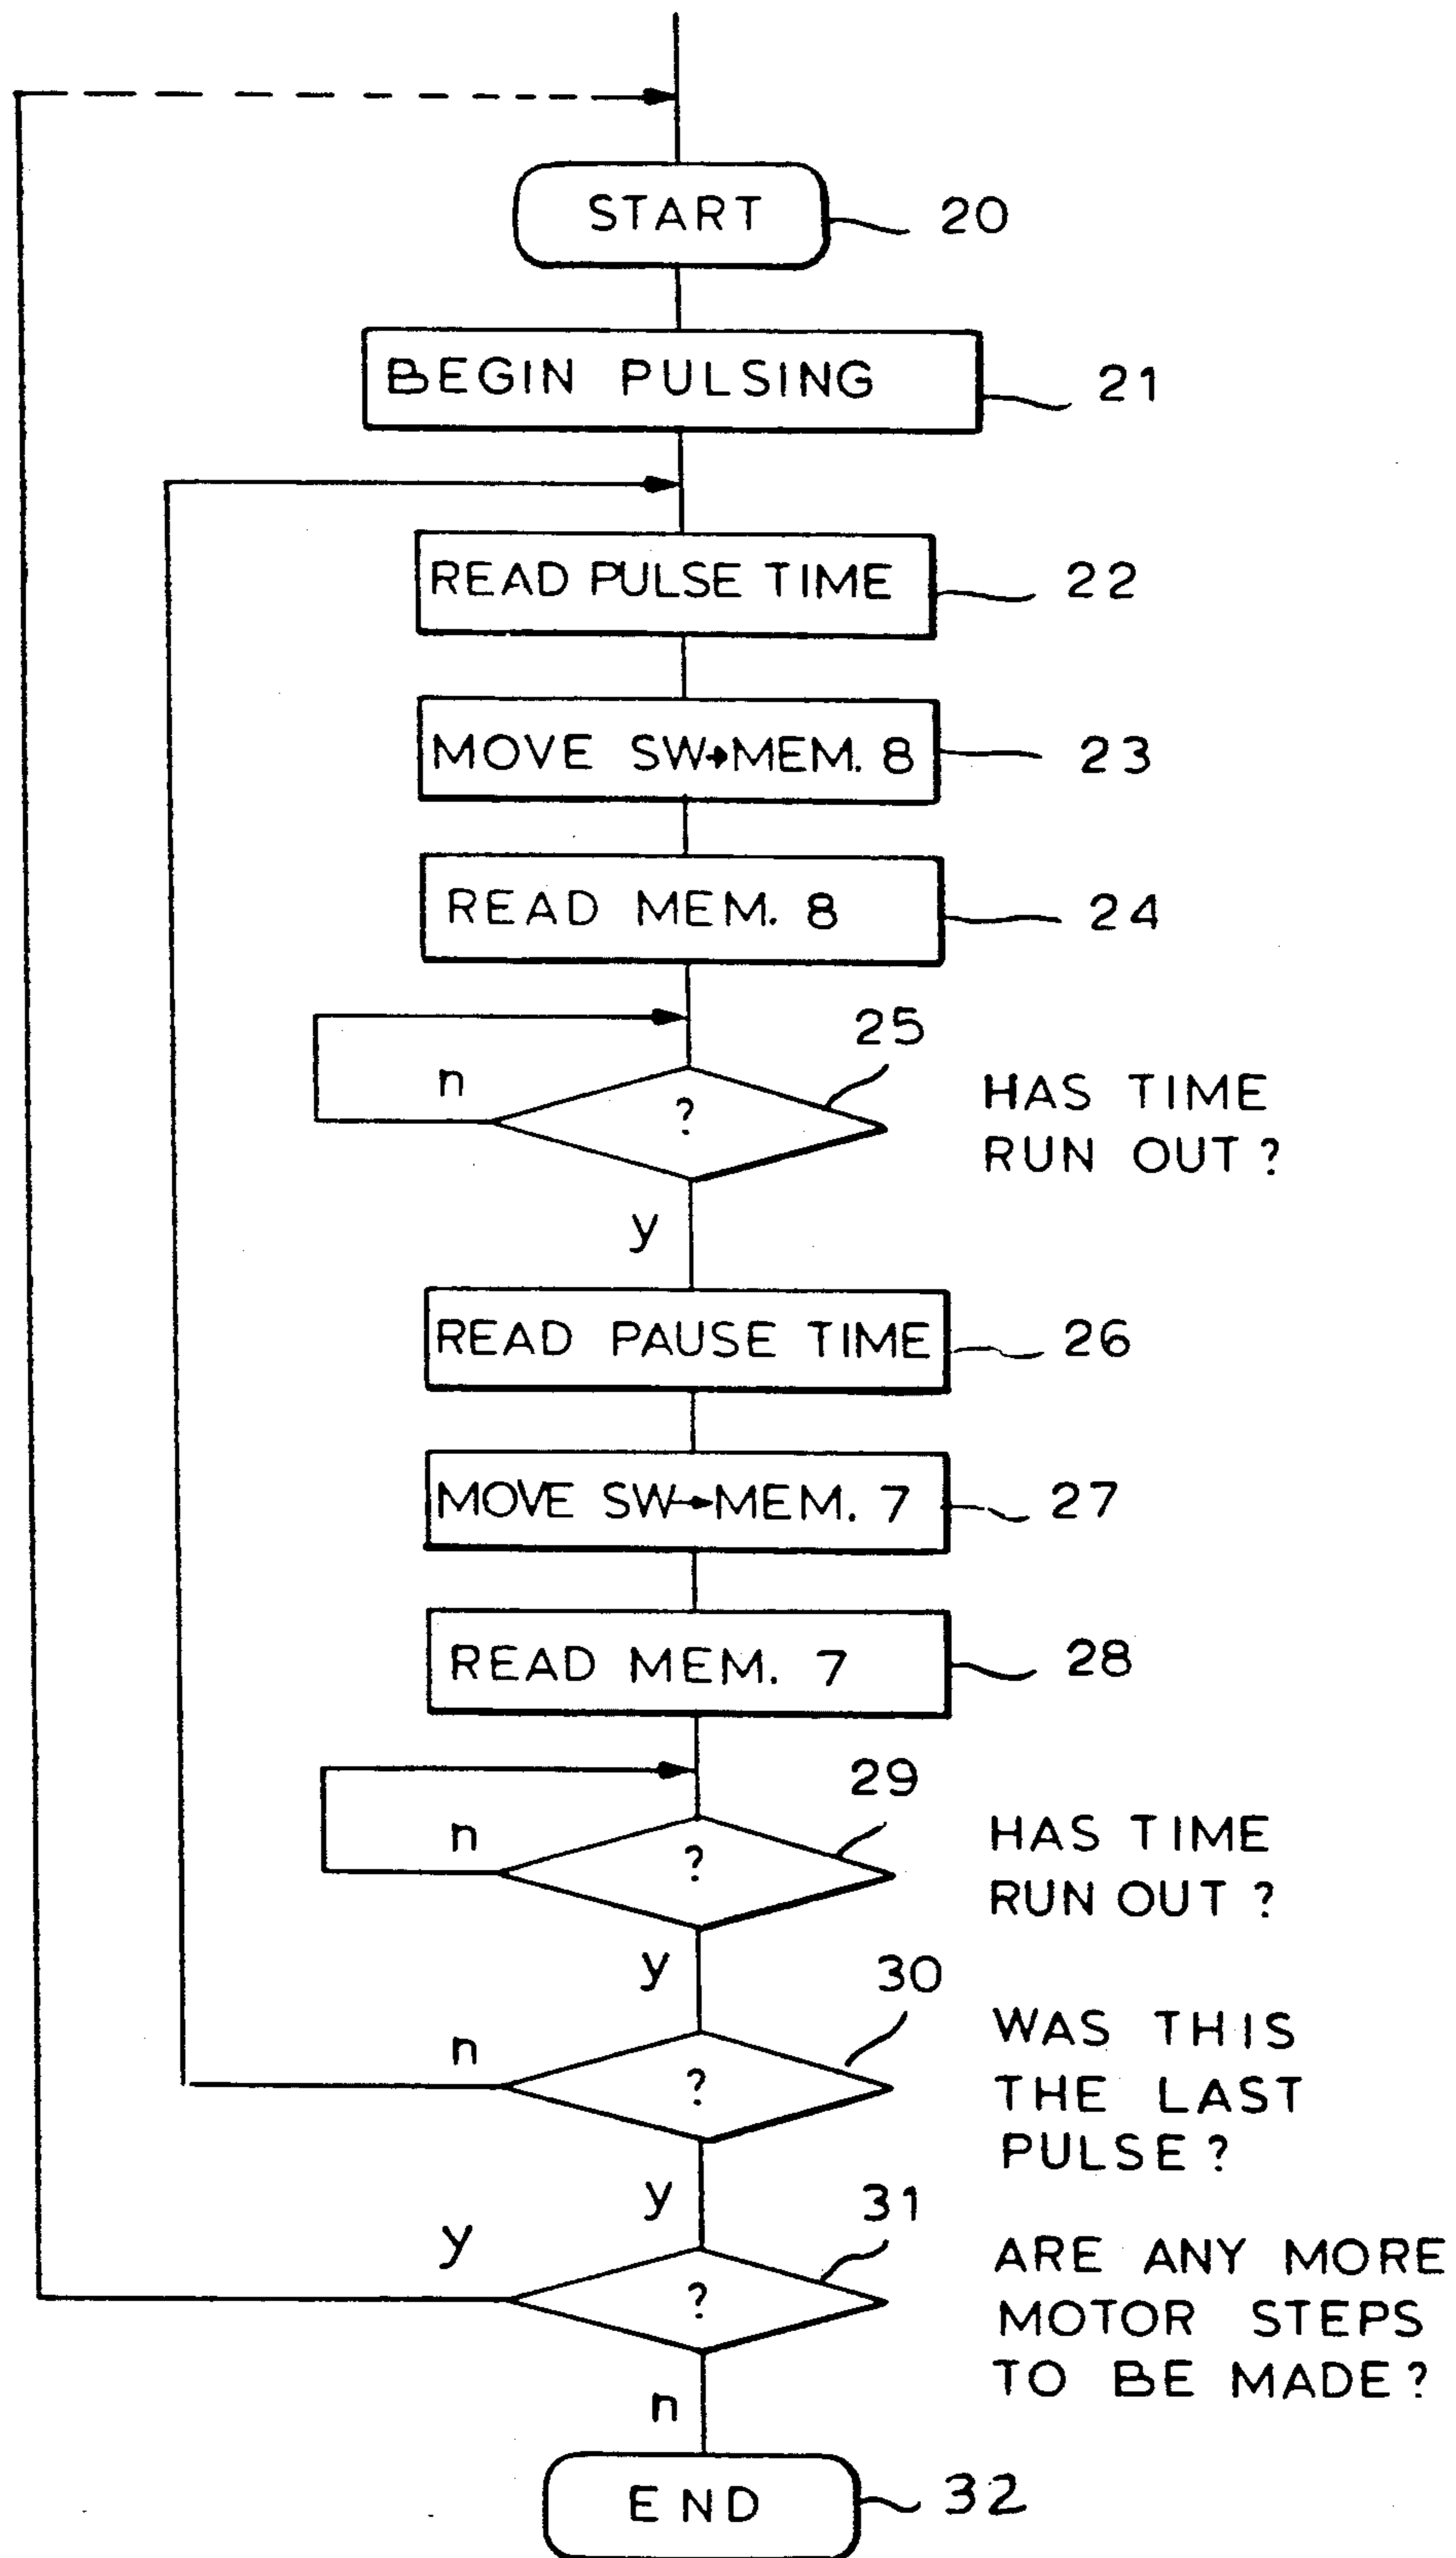 START
20
BEGIN PULSING
21
READ PULSE TIME
22
MOVE SW→MEM. 8
23
READ MEM. 8
24
25
n
?
HAS TIME
RUN OUT?
y
READ PAUSE TIME
26
MOVE SW→MEM. 7
27
READ MEM. 7
28
29
n
?
HAS TIME
RUN OUT?
y
30
n
?
WAS THIS
THE LAST
PULSE?
y
31
y
?
ARE ANY MORE
MOTOR STEPS
TO BE MADE?
n
END
32